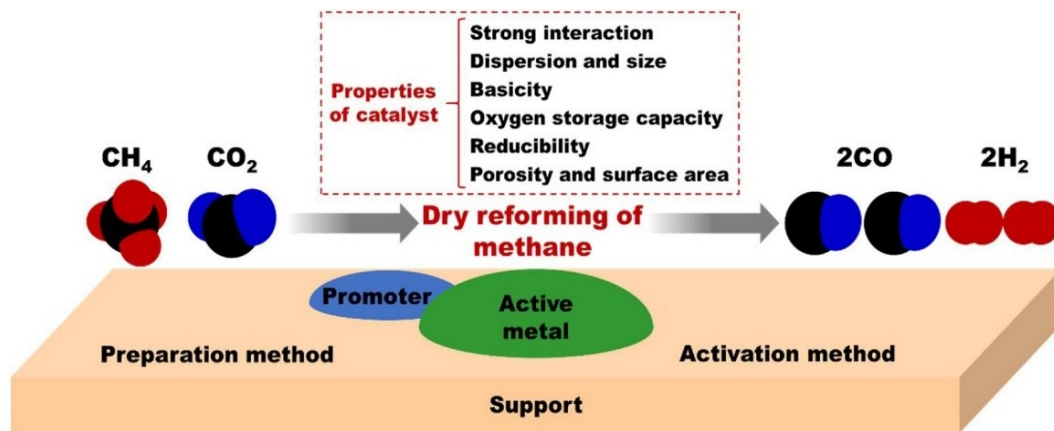 Strong interaction
Dispersion and size
Properties
of catalyst
Basicity
Oxygen storage capacity
Reducibility
Porosity and surface area
CH₄
CO₂
2CO
2H₂
Dry reforming of
methane
Promoter
Active
metal
Preparation method
Activation method
Support